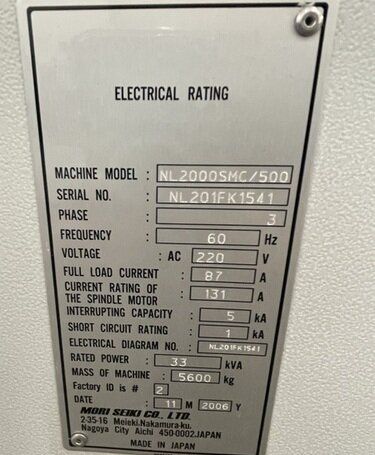 ELECTRICAL RATING
MACHINE MODEL : NL2000SMC/500
SERIAL NO. : NL201FK1541
PHASE : 3
FREQUENCY : 60 Hz
VOLTAGE : AC 220 V
FULL LOAD CURRENT : 87 A
CURRENT RATING OF
THE SPINDLE MOTOR : 131 A
INTERRUPTING CAPACITY : 5 kA
SHORT CIRCUIT RATING : 1 kA
ELECTRICAL DIAGRAM NO. : NL201FK1541
RATED POWER : 33 kVA
MASS OF MACHINE : 5600 kg
Factory ID is # 2
DATE : 11 M 2006 Y
MORI SEIKI CO., LTD.
2-35-16 Meieki.Nakamura-ku.
Nagoya City Aichi 450-0002.JAPAN
MADE IN JAPAN